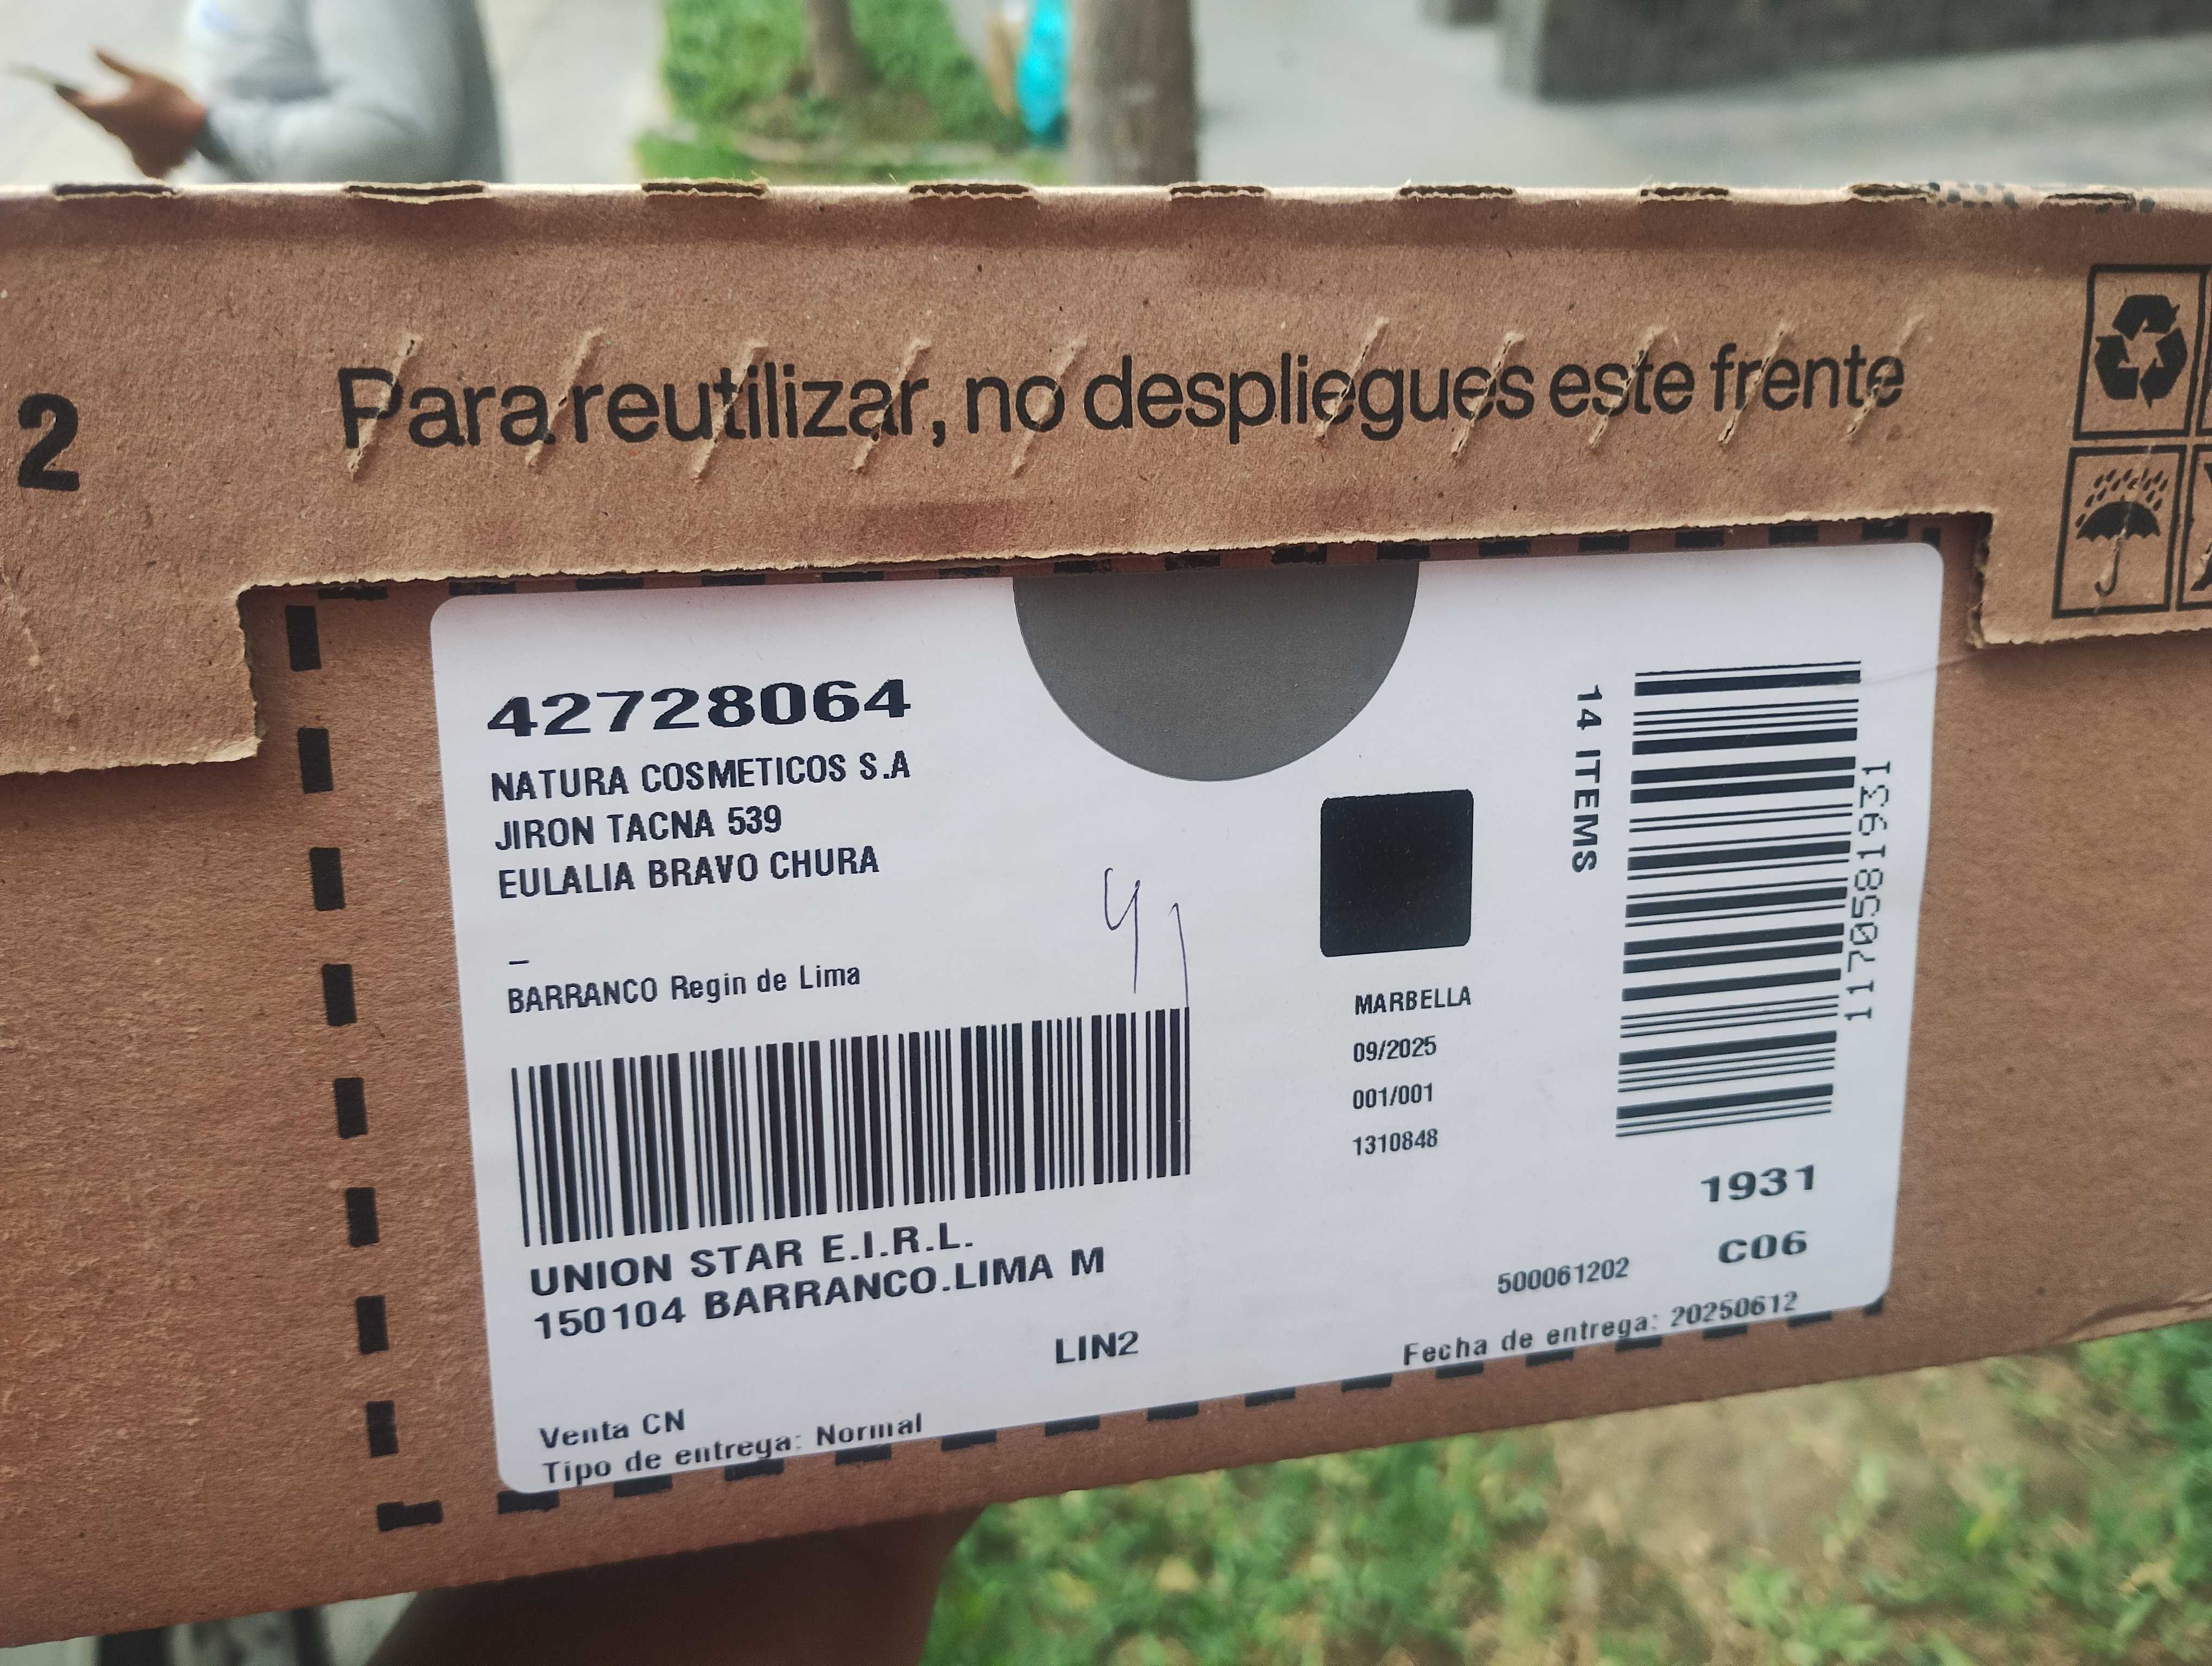 2
Para reutilizar, no despliegues este frente
42728064
NATURA COSMETICOS S.A
JIRON TACNA 539
EULALIA BRAVO CHURA
-
BARRANCO Regin de Lima
UNION STAR E.I.R.L.
150104 BARRANCO.LIMA M
LIN2
Venta CN
Tipo de entrega: Normal
MARBELLA
09/2025
001/001
1310848
14 ITEMS
1170581931
1931
C06
500061202
Fecha de entrega: 20250612